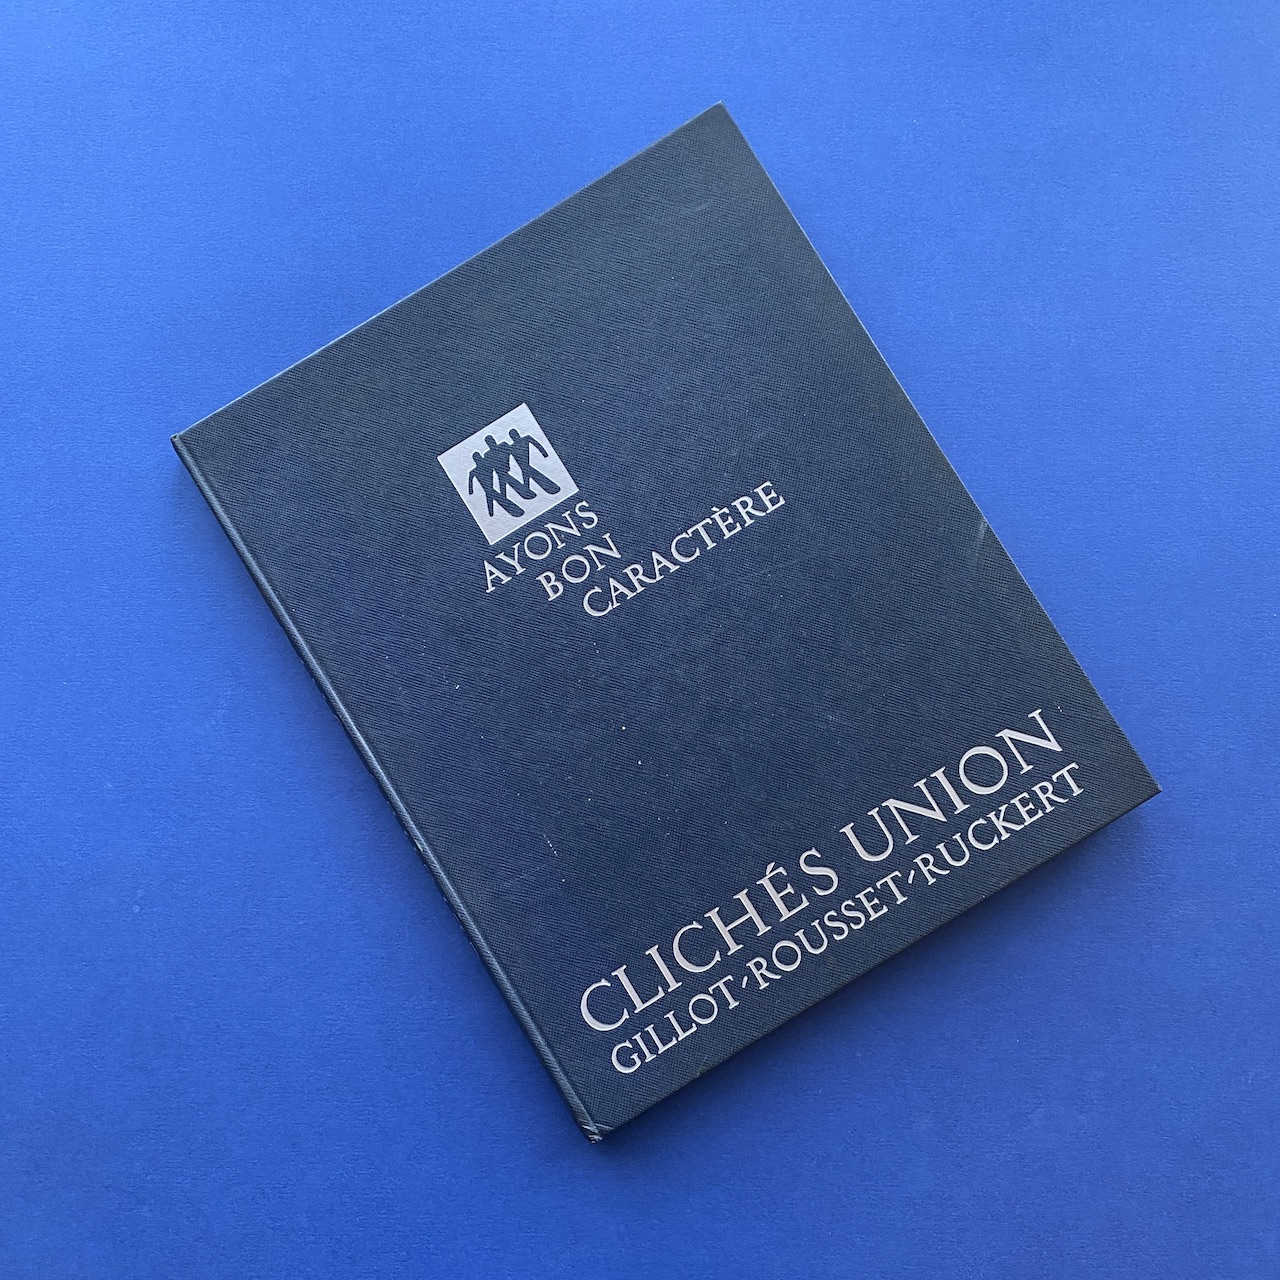 AYONS
BON
CARACTÈRE
CLICHÉS UNION
GILLOT-ROUSSET-RUCKERT